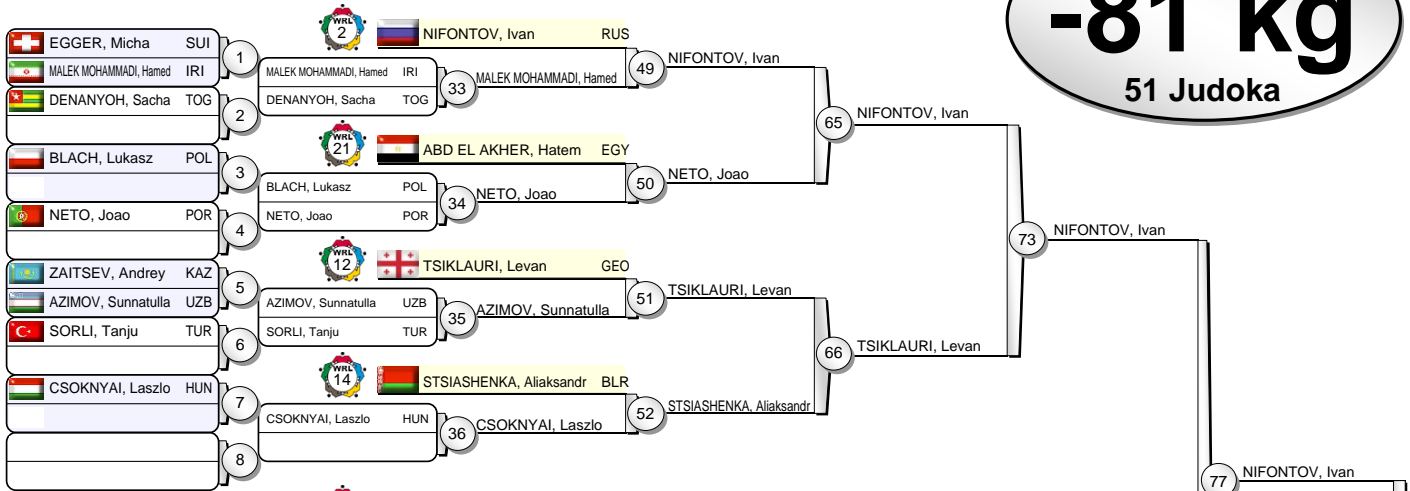 -81 kg
51 Judoka
EGGER, Micha SUI
MALEK MOHAMMADI, Hamed IRI
1
DENANYOH, Sacha TOG
2
BLACH, Lukasz POL
3
NETO, Joao POR
4
ZAITSEV, Andrey KAZ
AZIMOV, Sunnatulla UZB
5
SORLI, Tanju TUR
6
CSOKNYAI, Laszlo HUN
7
8
WRL 2
NIFONTOV, Ivan RUS
MALEK MOHAMMADI, Hamed IRI
DENANYOH, Sacha TOG
33
MALEK MOHAMMADI, Hamed
WRL 21
ABD EL AKHER, Hatem EGY
BLACH, Lukasz POL
NETO, Joao POR
34
NETO, Joao
WRL 12
TSIKLAURI, Levan GEO
AZIMOV, Sunnatulla UZB
SORLI, Tanju TUR
35
AZIMOV, Sunnatulla
WRL 14
STSIASHENKA, Aliaksandr BLR
CSOKNYAI, Laszlo HUN
36
CSOKNYAI, Laszlo
49
NIFONTOV, Ivan
50
NETO, Joao
51
TSIKLAURI, Levan
52
STSIASHENKA, Aliaksandr
65
NIFONTOV, Ivan
66
TSIKLAURI, Levan
73
NIFONTOV, Ivan
77
NIFONTOV, Ivan